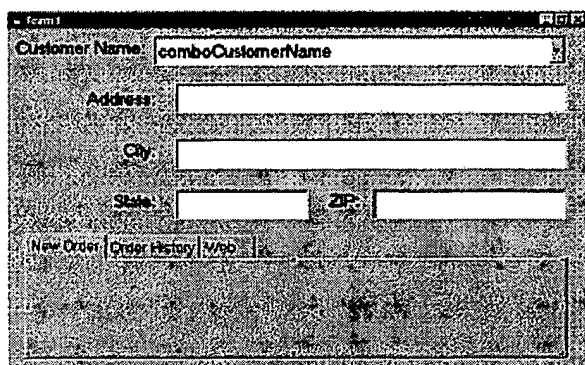 Form1
Customer Name: comboCustomerName
Address:
City:
State: ZIP:
New Order Order History Web